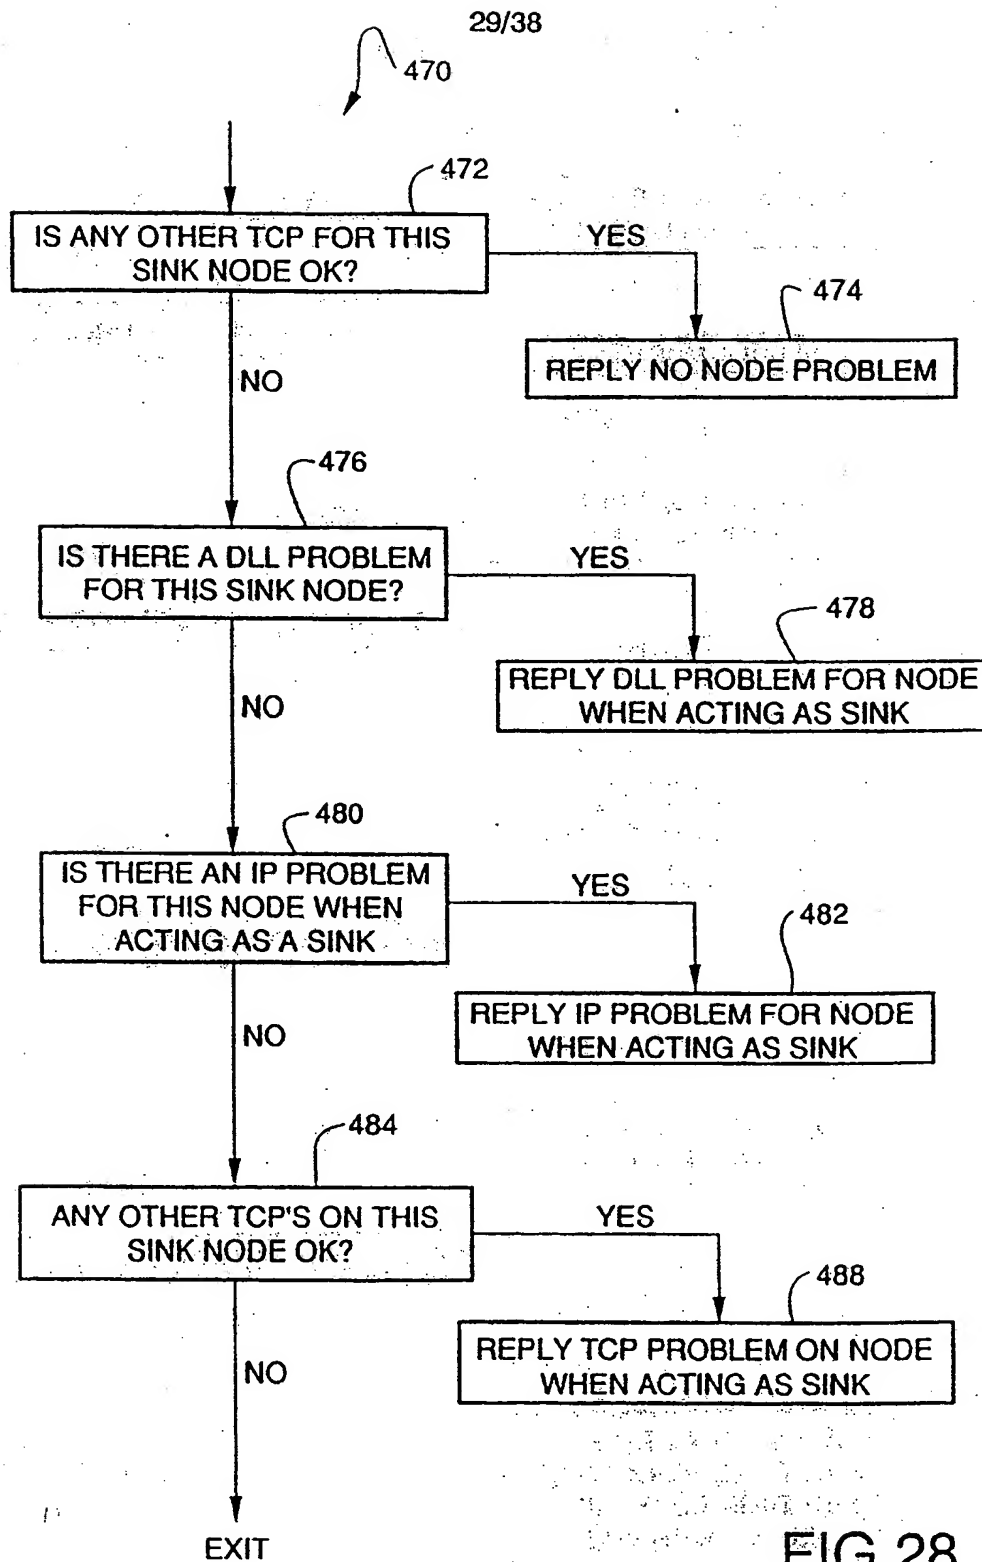 29/38
470
472
IS ANY OTHER TCP FOR THIS
SINK NODE OK?
YES
474
REPLY NO NODE PROBLEM
NO
476
IS THERE A DLL PROBLEM
FOR THIS SINK NODE?
YES
478
REPLY DLL PROBLEM FOR NODE
WHEN ACTING AS SINK
NO
480
IS THERE AN IP PROBLEM
FOR THIS NODE WHEN
ACTING AS A SINK
YES
482
REPLY IP PROBLEM FOR NODE
WHEN ACTING AS SINK
NO
484
ANY OTHER TCP'S ON THIS
SINK NODE OK?
YES
488
REPLY TCP PROBLEM ON NODE
WHEN ACTING AS SINK
NO
EXIT
FIG.28